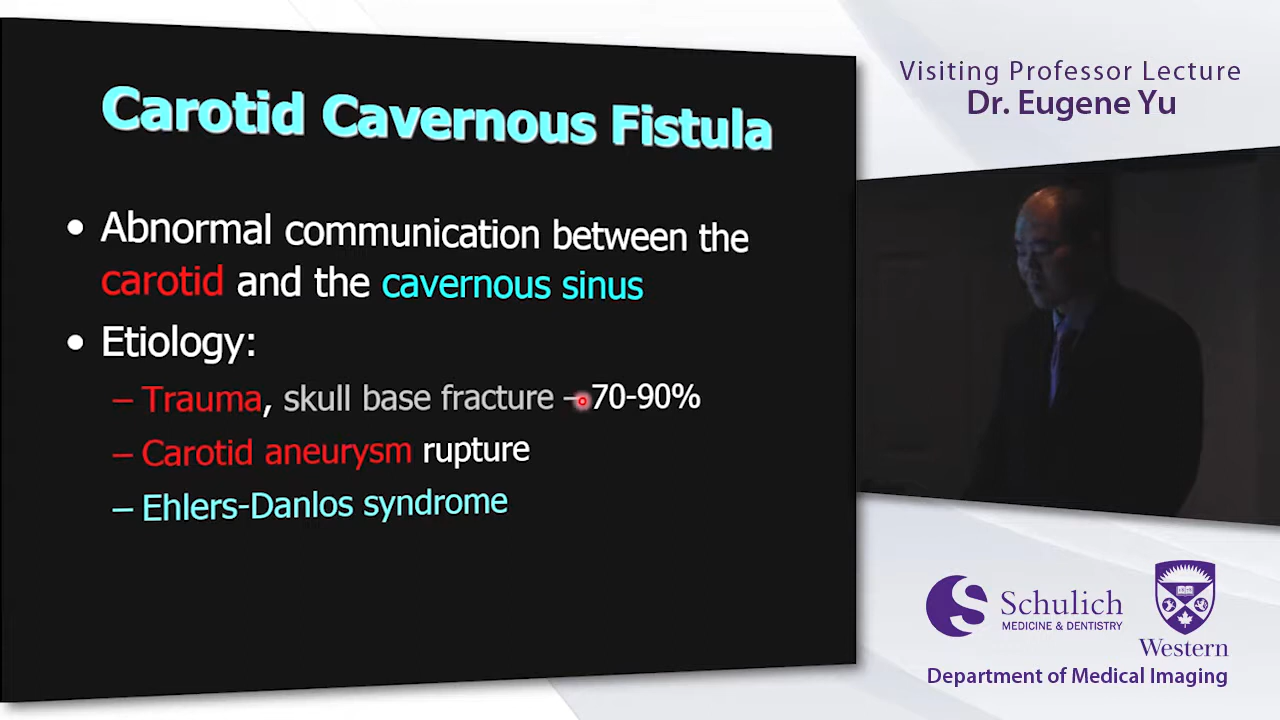 Carotid Cavernous Fistula
• Abnormal communication between the
carotid and the cavernous sinus
• Etiology:
– Trauma, skull base fracture – 70-90%
– Carotid aneurysm rupture
– Ehlers-Danlos syndrome
Visiting Professor Lecture
Dr. Eugene Yu
Schulich
MEDICINE & DENTISTRY
Western
Department of Medical Imaging